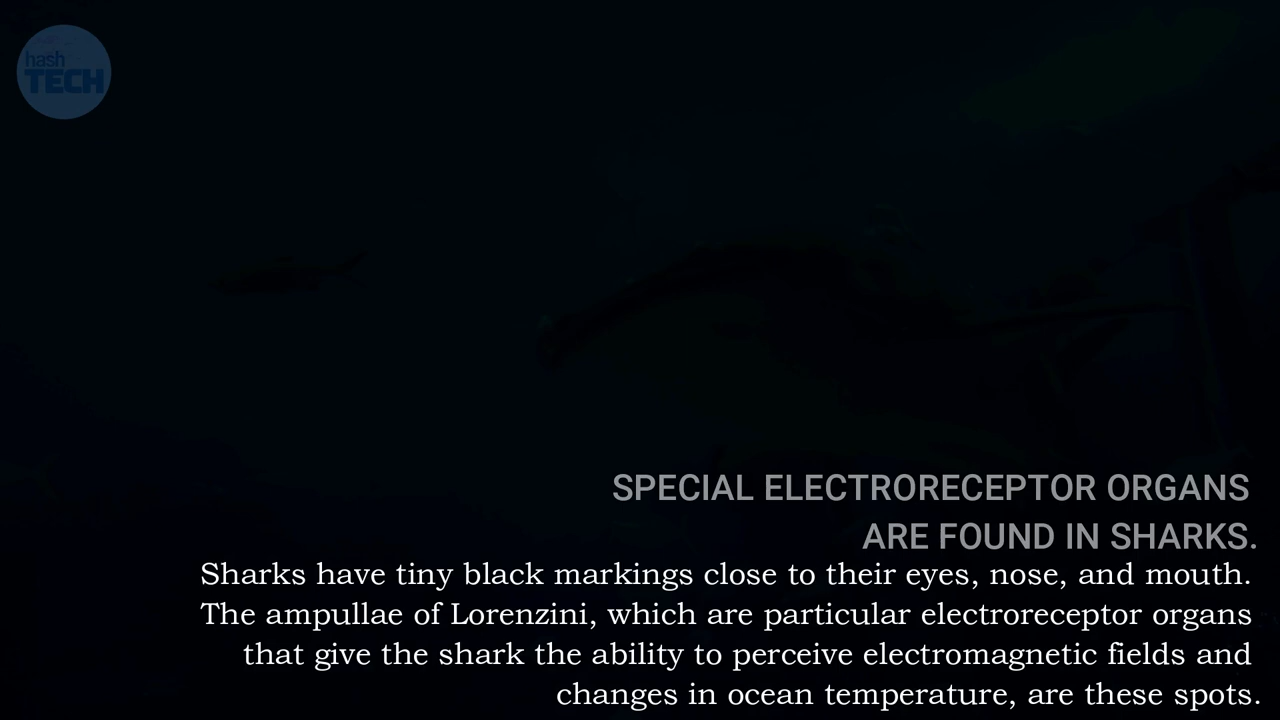 hash
TECH
SPECIAL ELECTRORECEPTOR ORGANS
ARE FOUND IN SHARKS.
Sharks have tiny black markings close to their eyes, nose, and mouth.
The ampullae of Lorenzini, which are particular electroreceptor organs
that give the shark the ability to perceive electromagnetic fields and
changes in ocean temperature, are these spots.